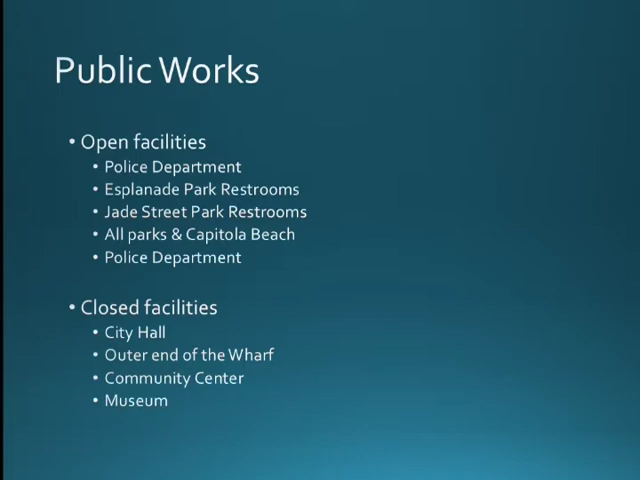 Public Works
• Open facilities
• Police Department
• Esplanade Park Restrooms
• Jade Street Park Restrooms
• All parks & Capitola Beach
• Police Department
• Closed facilities
• City Hall
• Outer end of the Wharf
• Community Center
• Museum